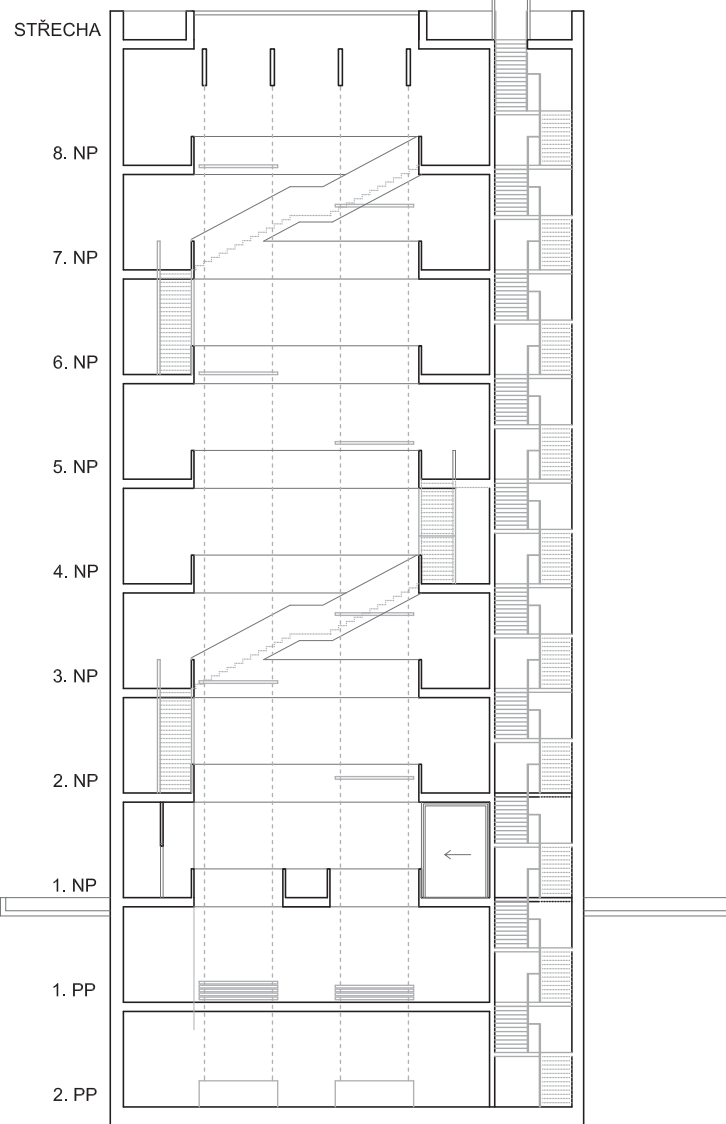 STŘECHA
8. NP
7. NP
6. NP
5. NP
4. NP
3. NP
2. NP
1. NP
1. PP
2. PP